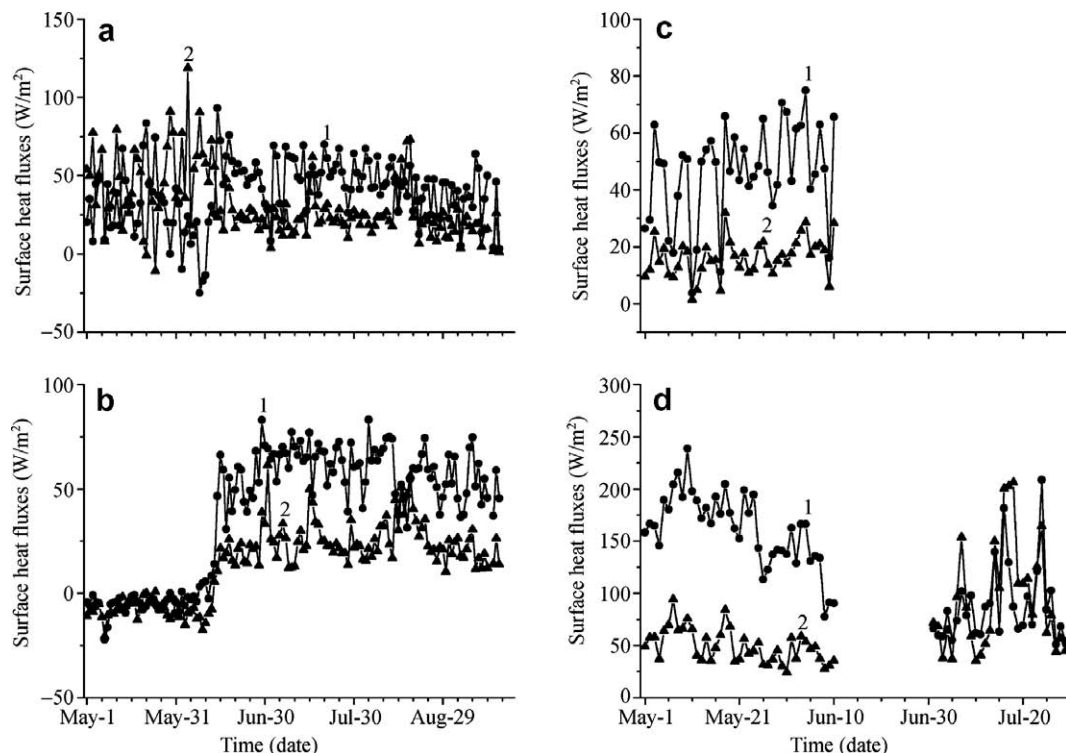 a
Surface heat fluxes (W/m²)
150
100
50
0
−50
2
1
c
Surface heat fluxes (W/m²)
100
80
60
40
20
0
1
2
b
Surface heat fluxes (W/m²)
100
50
0
−50
1
2
May-1 May-31 Jun-30 Jul-30 Aug-29
Time (date)
d
Surface heat fluxes (W/m²)
300
250
200
150
100
50
0
1
2
May-1 May-21 Jun-10 Jun-30 Jul-20
Time (date)